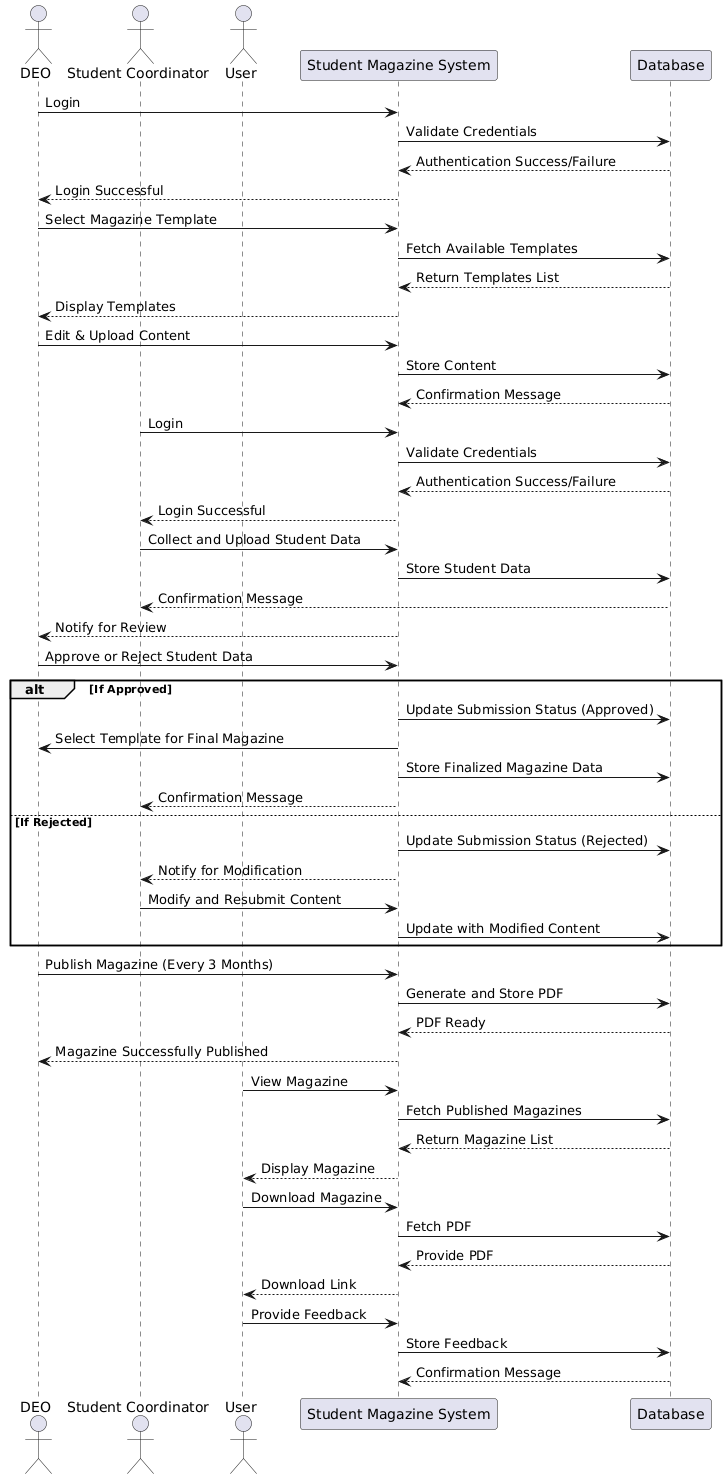 DEO Student Coordinator User Student Magazine System Database
Login
Validate Credentials
Authentication Success/Failure
Login Successful
Select Magazine Template
Fetch Available Templates
Return Templates List
Display Templates
Edit & Upload Content
Store Content
Confirmation Message
Login
Validate Credentials
Authentication Success/Failure
Login Successful
Collect and Upload Student Data
Store Student Data
Confirmation Message
Notify for Review
Approve or Reject Student Data
alt [If Approved]
Update Submission Status (Approved)
Select Template for Final Magazine
Store Finalized Magazine Data
Confirmation Message
[If Rejected]
Update Submission Status (Rejected)
Notify for Modification
Modify and Resubmit Content
Update with Modified Content
Publish Magazine (Every 3 Months)
Generate and Store PDF
PDF Ready
Magazine Successfully Published
View Magazine
Fetch Published Magazines
Return Magazine List
Display Magazine
Download Magazine
Fetch PDF
Provide PDF
Download Link
Provide Feedback
Store Feedback
Confirmation Message
DEO Student Coordinator User Student Magazine System Database